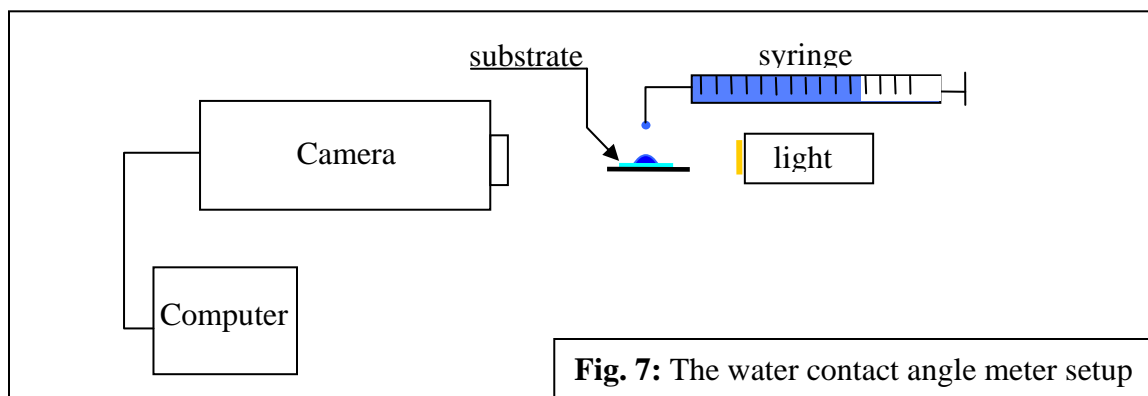 substrate
syringe
Camera
light
Computer
Fig. 7: The water contact angle meter setup